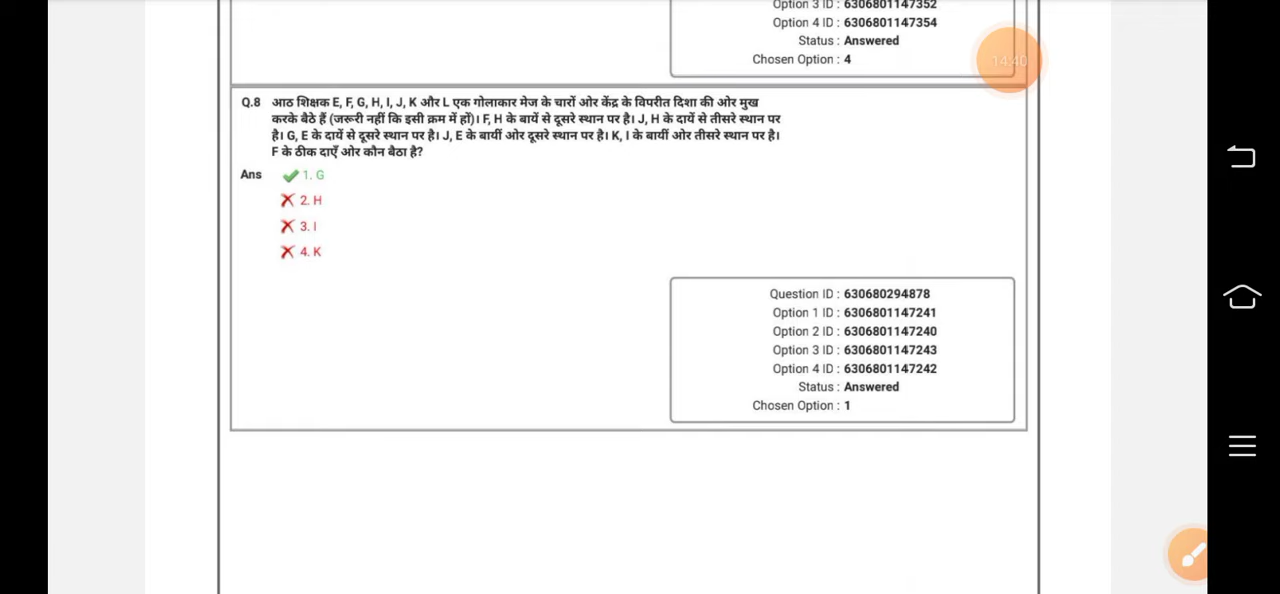 Option 3 ID : 6306801147352
Option 4 ID : 6306801147354
Status : Answered
Chosen Option : 4
14:40
Q.8 आठ शिक्षक E, F, G, H, I, J, K और L एक गोलाकार मेज के चारों ओर केंद्र के विपरीत दिशा की ओर मुख
करके बैठे हैं (जरूरी नहीं कि इसी क्रम में हों)। F, H के बायें से दूसरे स्थान पर है। J, H के दायें से तीसरे स्थान पर
है। G, E के दायें से दूसरे स्थान पर है। J, E के बायीं ओर दूसरे स्थान पर है। K, I के बायीं ओर तीसरे स्थान पर है।
F के ठीक दाएँ ओर कौन बैठा है?
Ans 1. G
2. H
3. I
4. K
Question ID : 630680294878
Option 1 ID : 6306801147241
Option 2 ID : 6306801147240
Option 3 ID : 6306801147243
Option 4 ID : 6306801147242
Status : Answered
Chosen Option : 1